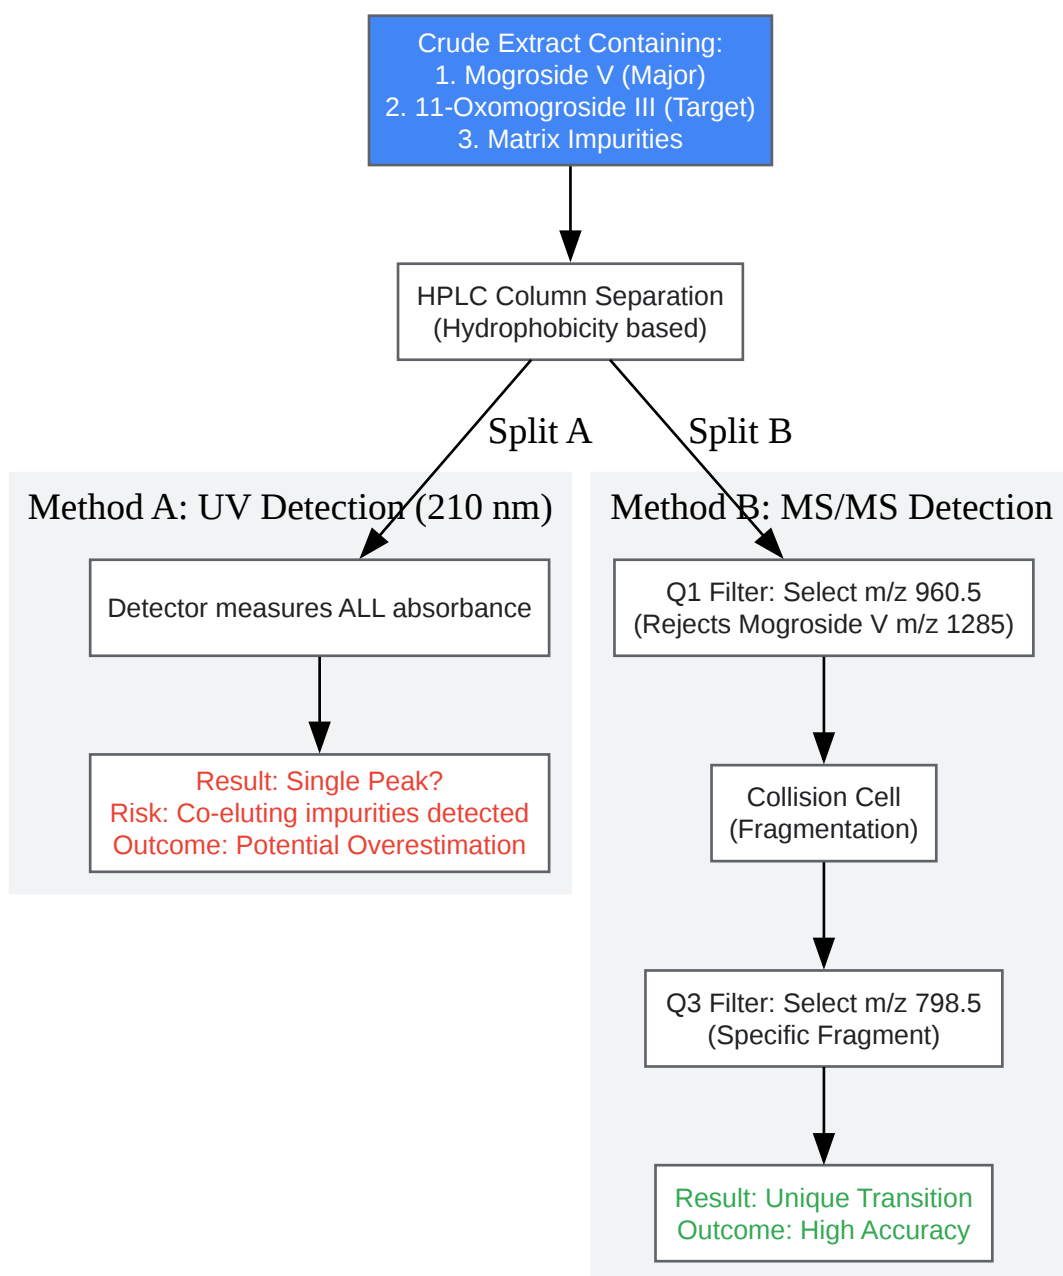 Crude Extract Containing:
1. Mogroside V (Major)
2. 11-Oxomogroside III (Target)
3. Matrix Impurities
HPLC Column Separation
(Hydrophobicity based)
Split A
Split B
Method A: UV Detection (210 nm)
Detector measures ALL absorbance
Result: Single Peak?
Risk: Co-eluting impurities detected
Outcome: Potential Overestimation
Method B: MS/MS Detection
Q1 Filter: Select m/z 960.5
(Rejects Mogroside V m/z 1285)
Collision Cell
(Fragmentation)
Q3 Filter: Select m/z 798.5
(Specific Fragment)
Result: Unique Transition
Outcome: High Accuracy